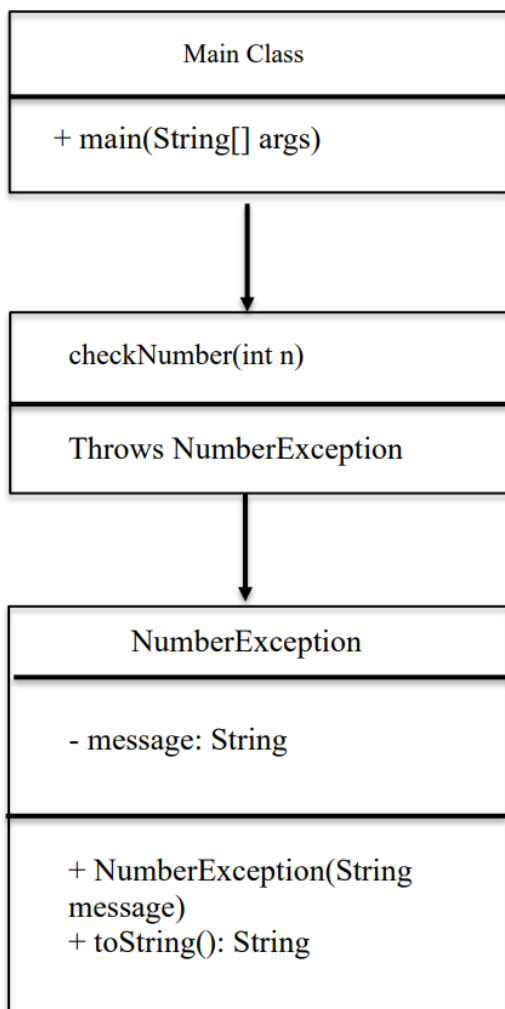 Main Class
+ main(String[] args)
checkNumber(int n)
Throws NumberException
NumberException
- message: String
+ NumberException(String
message)
+ toString(): String